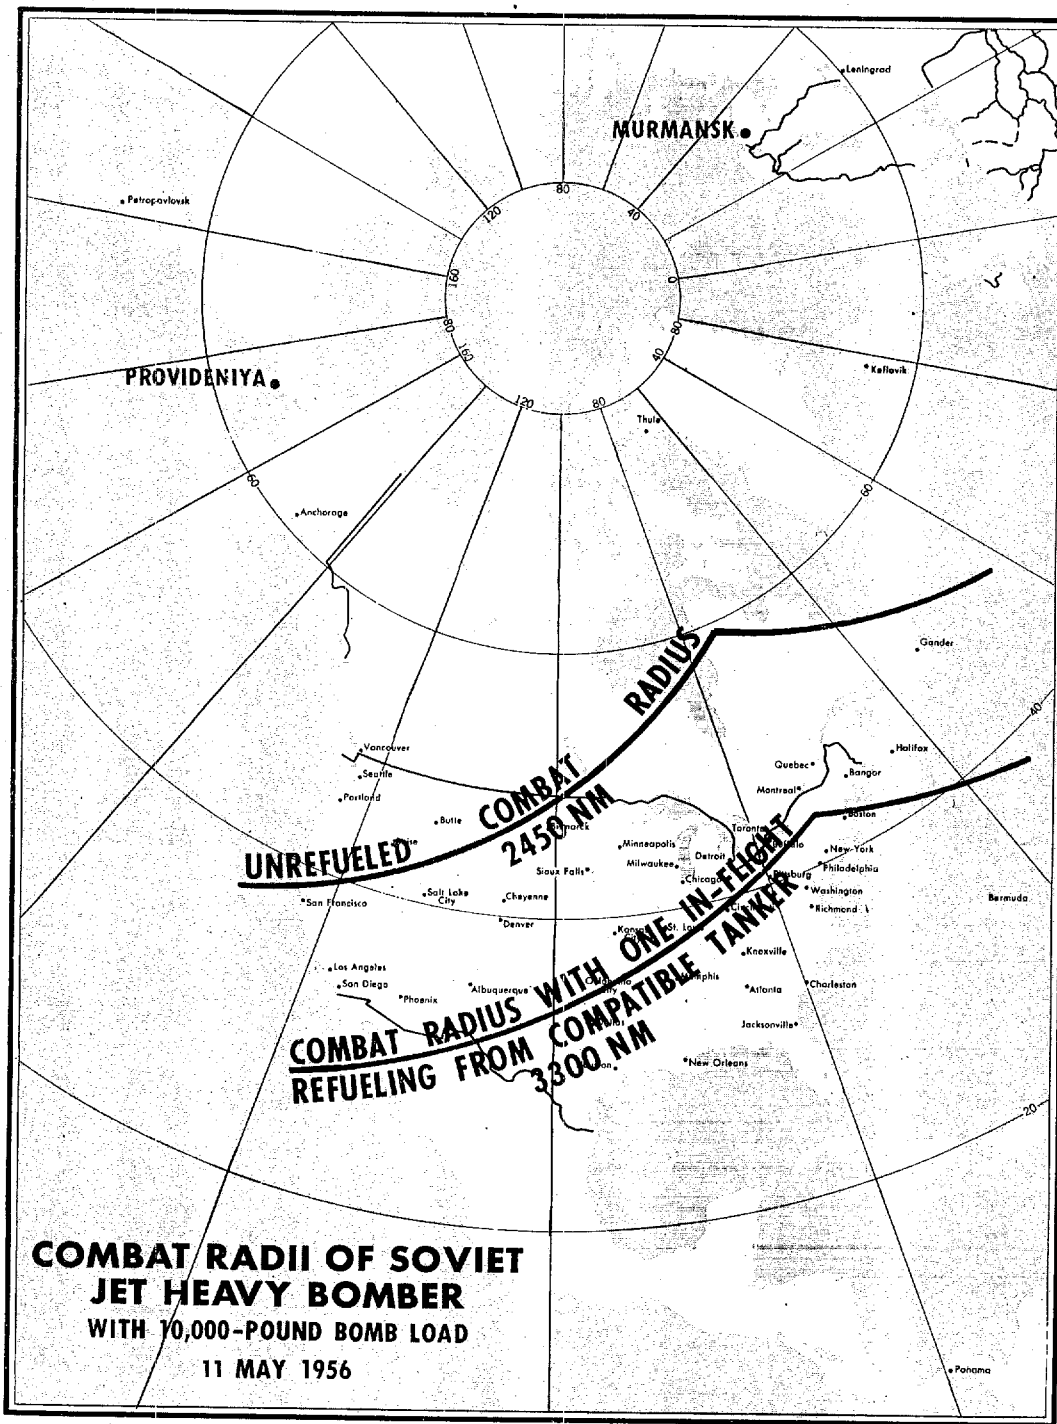 Leningrad
MURMANSK
80
120
40
Petropavlovsk
160
0
80
80
160
40
PROVIDENIYA
Keflavik
120
80
Thule
60
60
Anchorage
RADIUS
Gander
40
Vancouver
Halifax
Seattle
Quebec
Bangor
COMBAT
Portland
Montreal
2450 NM
Butte
Boston
Toronto
Minneapolis
New York
UNREFUELED
Detroit
Milwaukee
Philadelphia
Sioux Falls
Chicago
Washington
Salt Lake
City
Cheyenne
San Francisco
Richmond
Bermuda
Denver
Knoxville
Los Angeles
San Diego
Albuquerque
Phoenix
Atlanta
Charleston
Jacksonville
New Orleans
COMBAT RADIUS WITH ONE IN-FLIGHT
REFUELING FROM COMPATIBLE TANKER
3300 NM
20
COMBAT RADII OF SOVIET
JET HEAVY BOMBER
WITH 10,000-POUND BOMB LOAD
11 MAY 1956
Panama